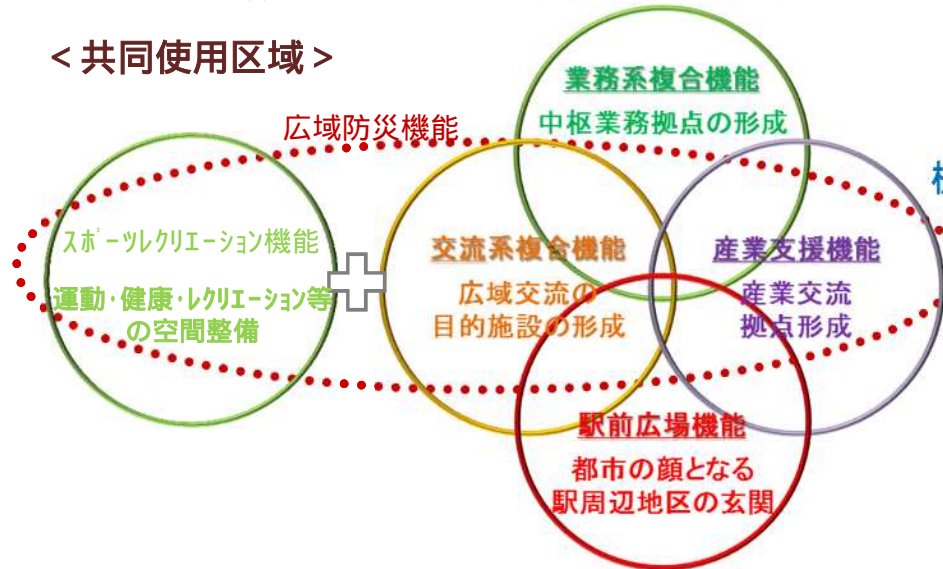 <共同使用区域>
広域防災機能
業務系複合機能
中枢業務拠点の形成
スポーツレクリエーション機能
運動・健康・レクリエーション等
の空間整備
交流系複合機能
広域交流の
目的施設の形成
産業支援機能
産業交流
拠点形成
駅前広場機能
都市の顔となる
駅周辺地区の玄関